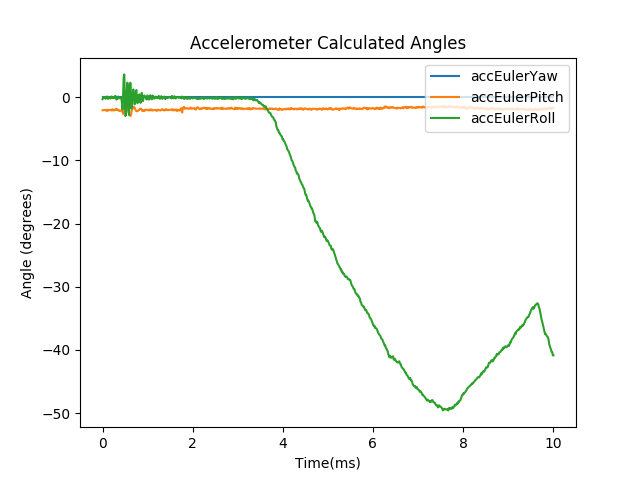 Accelerometer Calculated Angles
accEulerYaw
accEulerPitch
accEulerRoll
Angle (degrees)
0
−10
−20
−30
−40
−50
0 2 4 6 8 10
Time(ms)